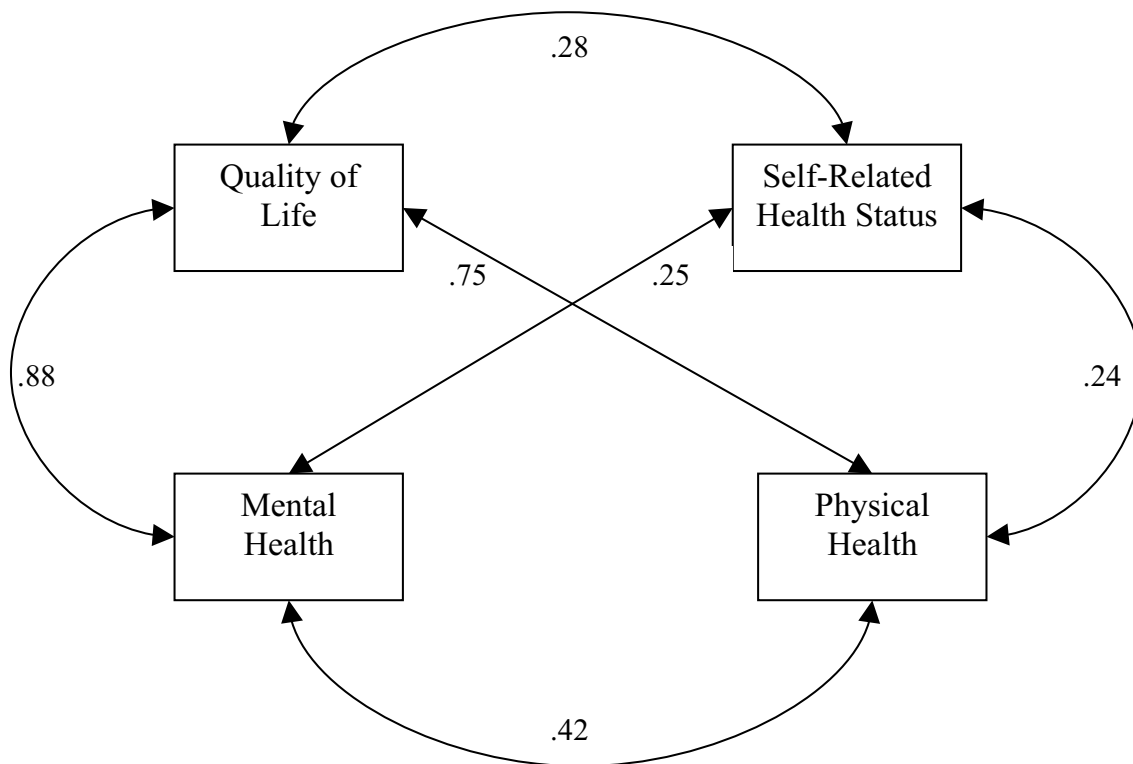 .28
Quality of
Life
Self-Related
Health Status
.75
.25
.88
.24
Mental
Health
Physical
Health
.42